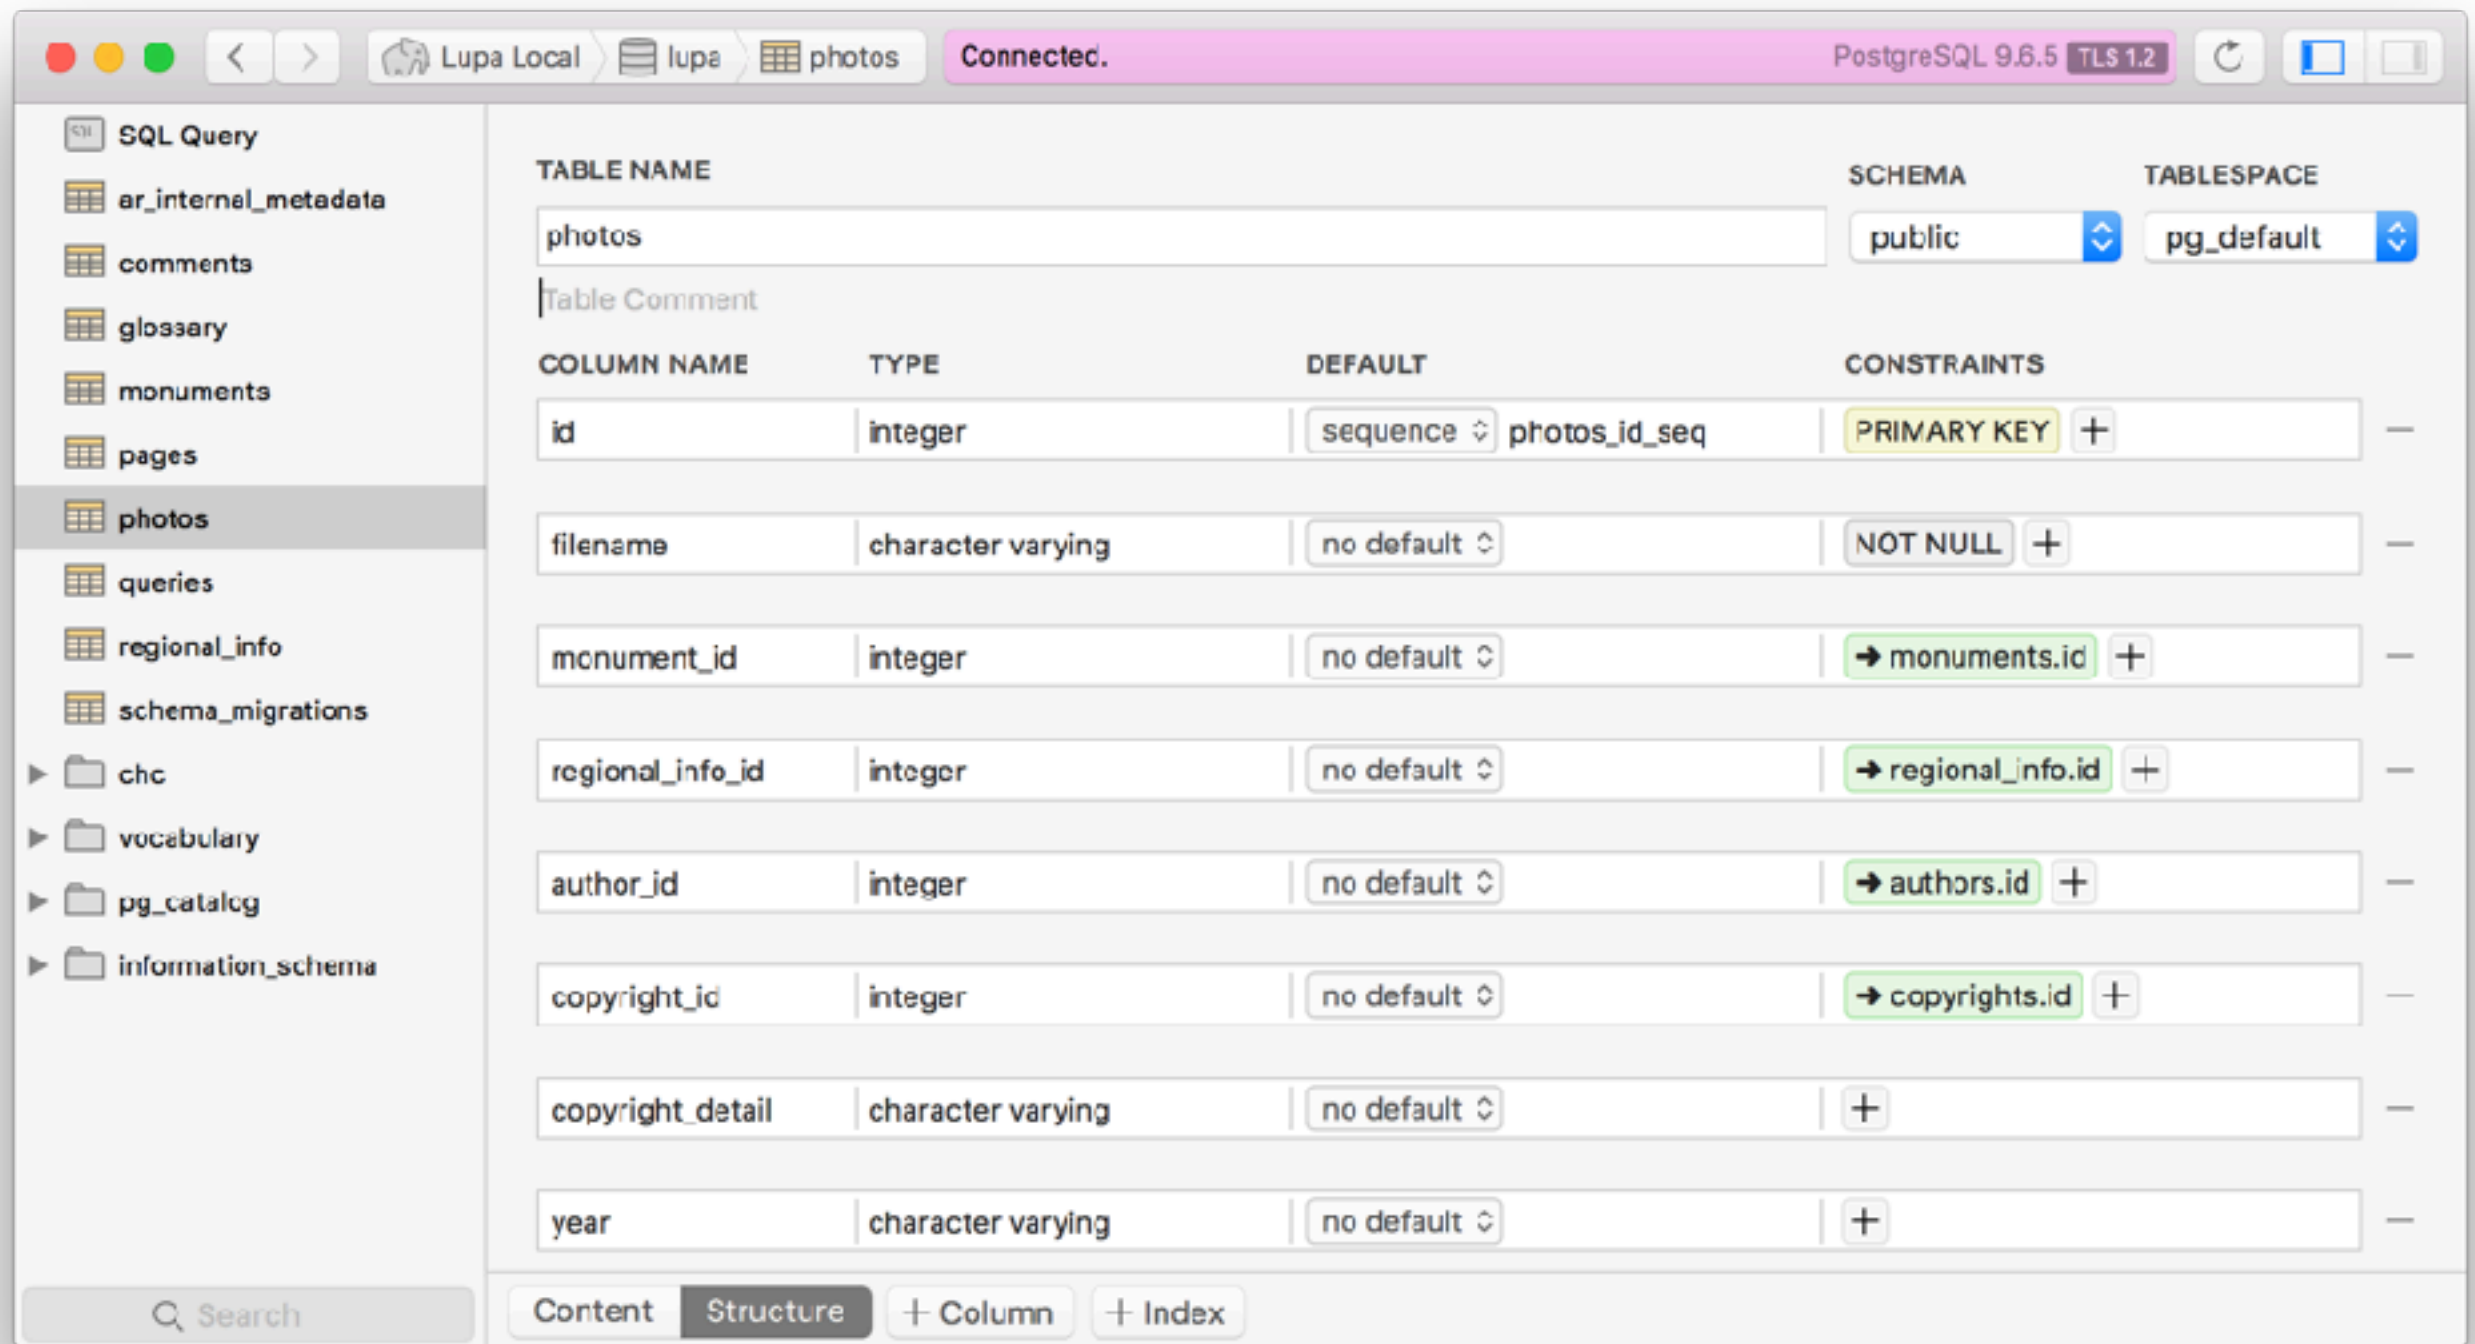 Lupa Local lupa photos Connected. PostgreSQL 9.6.5 TLS 1.2
SQL Query
ar_internal_metadata
comments
glossary
monuments
pages
photos
queries
regional_info
schema_migrations
chc
vocabulary
pg_catalog
information_schema
Search
TABLE NAME SCHEMA TABLESPACE
photos public pg_default
Table Comment
COLUMN NAME TYPE DEFAULT CONSTRAINTS
id integer sequence photos_id_seq PRIMARY KEY +
filename character varying no default NOT NULL +
monument_id integer no default → monuments.id +
regional_info_id integer no default → regional_info.id +
author_id integer no default → authors.id +
copyright_id integer no default → copyrights.id +
copyright_detail character varying no default +
year character varying no default +
Content Structure + Column + Index